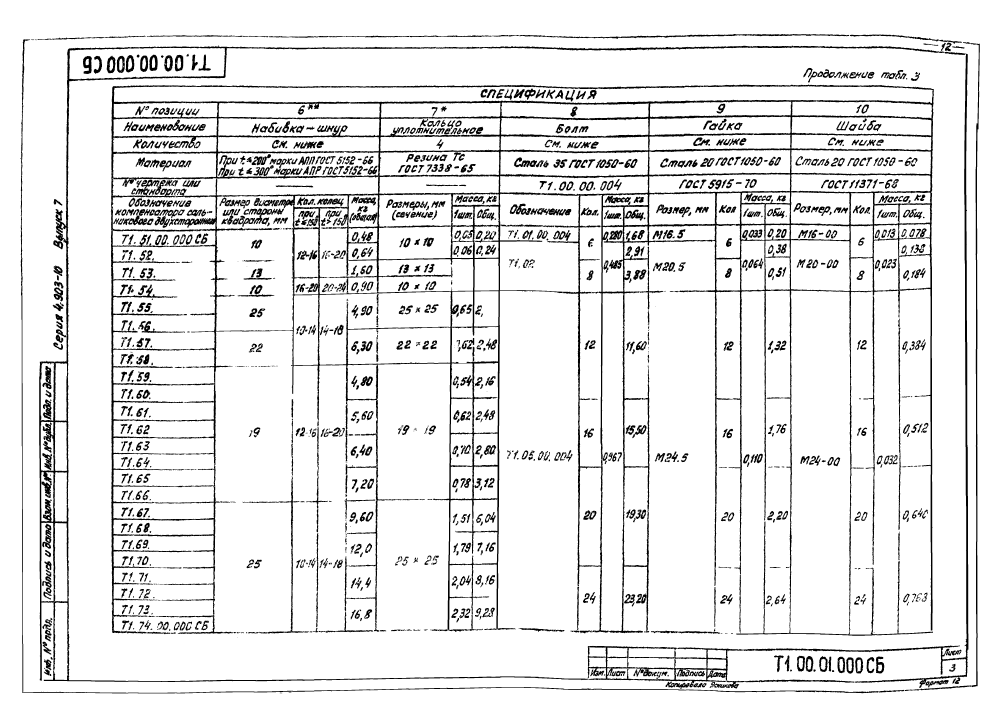 12
Т1.00.00.000 СБ
Продолжение табл. 3
СПЕЦИФИКАЦИЯ
№ позиции 6** 7* 8 9 10
Наименование Набивка – шнур Кольцо уплотнительное Болт Гайка Шайба
Количество См. ниже 4 См. ниже См. ниже См. ниже
Материал При t ≤ 200° марки АПП ГОСТ 5152-66 Резина Тс Сталь 35 ГОСТ 1050-60 Сталь 20 ГОСТ 1050-60 Сталь 20 ГОСТ 1050-60
При t ≤ 300° марки АПР ГОСТ 5152-66 ГОСТ 7338-65
№ чертежа или стандарта — — Т1.00.00.004 ГОСТ 5915-70 ГОСТ 11371-68
Обозначение компенсатора сальникового двухстороннего Размер диаметра или стороны квадрата, мм Кол. колец Масса, кг (общая) Размеры, мм (сечение) Масса, кг Обозначение Кол. Масса, кг Размер, мм Кол Масса, кг Размер, мм Кол. Масса, кг
при t ≤ 150 при t > 150 1шт. Общ. 1шт. Общ. 1шт. Общ. 1шт. Общ.
Т1.51.00.000 СБ 10 12-16 16-20 0,48 10 × 10 0,05 0,20 Т1.01.00.004 6 0,280 1,68 М16.5 6 0,033 0,20 М16-00 6 0,013 0,078
Т1.52. 0,64 0,06 0,24 2,91 0,38 0,138
Т1.53. 13 1,60 13 × 13 Т1.02. 8 0,485 3,88 М20.5 8 0,064 0,51 М20-00 8 0,023 0,184
Т1.54. 10 16-20 20-24 0,90 10 × 10
Т1.55. 25 10-14 14-18 4,90 25 × 25 0,65 2,
Т1.56.
Т1.57. 22 6,30 22 × 22 2,48 12 11,60 12 1,32 12 0,384
Т1.58.
Т1.59. 4,80 0,54 2,16
Т1.60.
Т1.61. 5,60 0,62 2,48
Т1.62 19 12-16 16-20 19 × 19 16 15,50 16 1,76 16 0,512
Т1.63 6,40 0,70 2,80
Т1.64. Т1.05.00.004 0,967 М24.5 0,110 М24-00 0,032
Т1.65 7,20 0,78 3,12
Т1.66.
Т1.67. 9,60 1,51 6,04 20 19,30 20 2,20 20 0,640
Т1.68.
Т1.69. 12,0 1,79 7,16
Т1.70. 25 10-14 14-18 25 × 25
Т1.71. 14,4 2,04 8,16
Т1.72. 24 23,20 24 2,64 24 0,768
Т1.73. 16,8 2,32 9,28
Т1.74.00.000 СБ
Серия 4.903-10 Выпуск 7
Инв. № подл. Подпись и дата Взам. инв. № Инв. № дубл. Подп. и дата
Изм. Лист № докум. Подпись Дата
Т1.00.01.000 СБ
Лист
3
Копировала
Формат 12